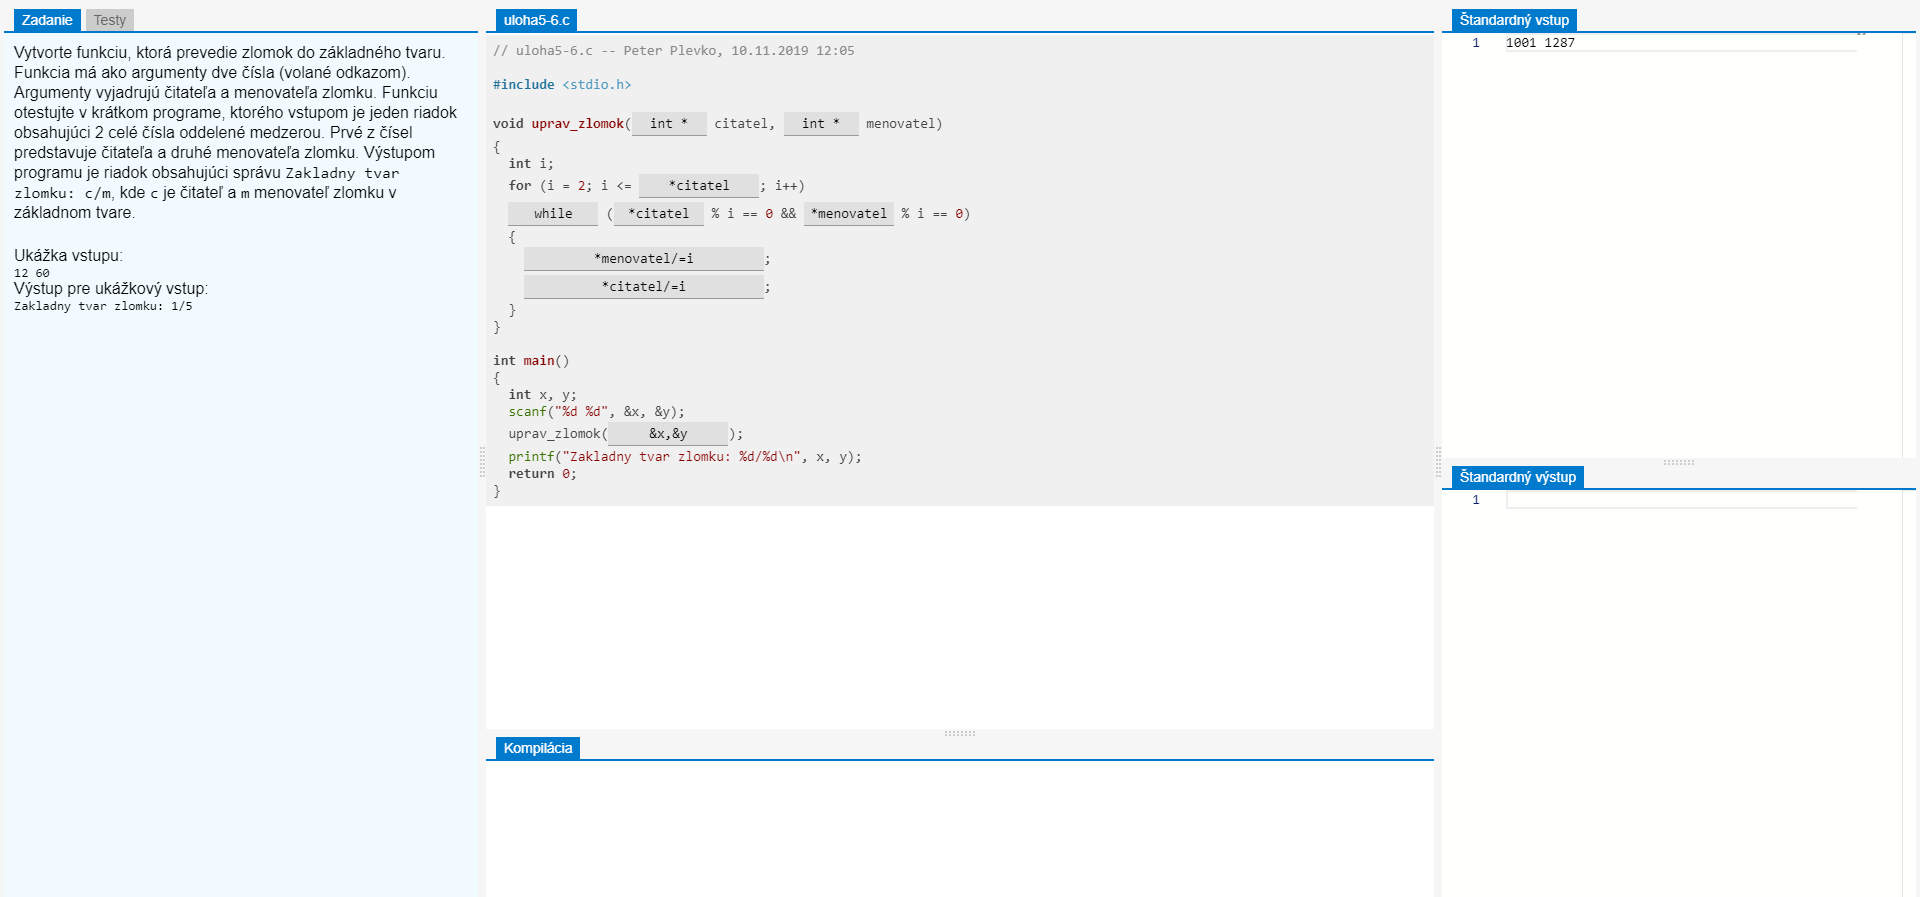 Zadanie
Testy
Vytvorte funkciu, ktorá prevedie zlomok do základného tvaru.
Funkcia má ako argumenty dve čísla (volané odkazom).
Argumenty vyjadrujú čitateľa a menovateľa zlomku. Funkciu
otestujte v krátkom programe, ktorého vstupom je jeden riadok
obsahujúci 2 celé čísla oddelené medzerou. Prvé z čísel
predstavuje čitateľa a druhé menovateľa zlomku. Výstupom
programu je riadok obsahujúci správu Zakladny tvar
zlomku: c/m, kde c je čitateľ a m menovateľ zlomku v
základnom tvare.
Ukážka vstupu:
12 60
Výstup pre ukážkový vstup:
Zakladny tvar zlomku: 1/5
uloha5-6.c
// uloha5-6.c -- Peter Plevko, 10.11.2019 12:05
#include <stdio.h>
void uprav_zlomok( int * citatel, int * menovatel)
{
int i;
for (i = 2; i <= *citatel ; i++)
while ( *citatel % i == 0 && *menovatel % i == 0)
{
*menovatel/=i ;
*citatel/=i ;
}
}
int main()
{
int x, y;
scanf("%d %d", &x, &y);
uprav_zlomok( &x,&y );
printf("Zakladny tvar zlomku: %d/%d\n", x, y);
return 0;
}
Kompilácia
Štandardný vstup
1 1001 1287
Štandardný výstup
1